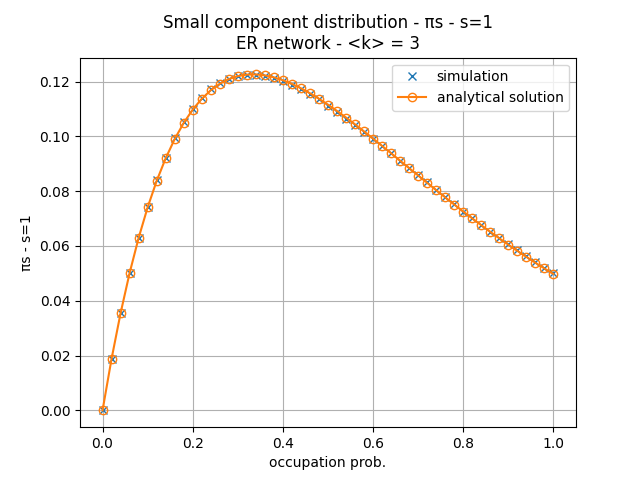 Small component distribution - πs - s=1
ER network - <k> = 3
simulation
analytical solution
πs - s=1
0.12
0.10
0.08
0.06
0.04
0.02
0.00
0.0 0.2 0.4 0.6 0.8 1.0
occupation prob.